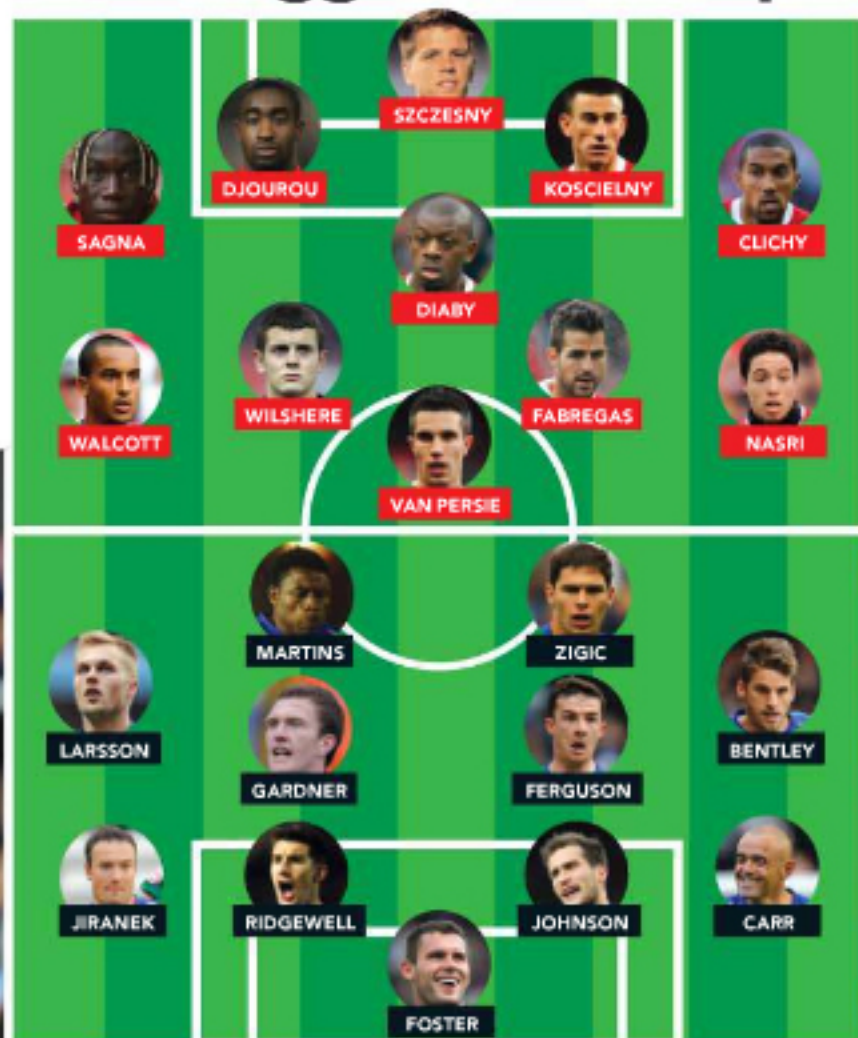 SZCZESNY
DJOUROU
KOSCIELNY
SAGNA
CLICHY
DIABY
WALCOTT
WILSHERE
FABREGAS
NASRI
VAN PERSIE
MARTINS
ZIGIC
LARSSON
BENTLEY
GARDNER
FERGUSON
JIRANEK
RIDGEWELL
JOHNSON
CARR
FOSTER